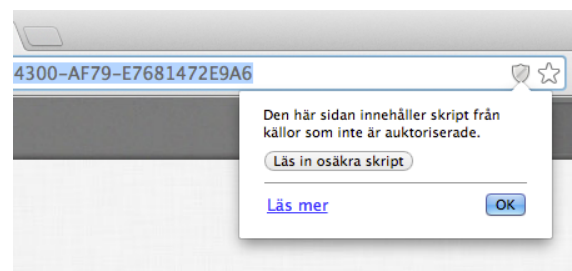 4300-AF79-E7681472E9A6
Den här sidan innehåller skript från
källor som inte är auktoriserade.
Läs in osäkra skript
Läs mer
OK